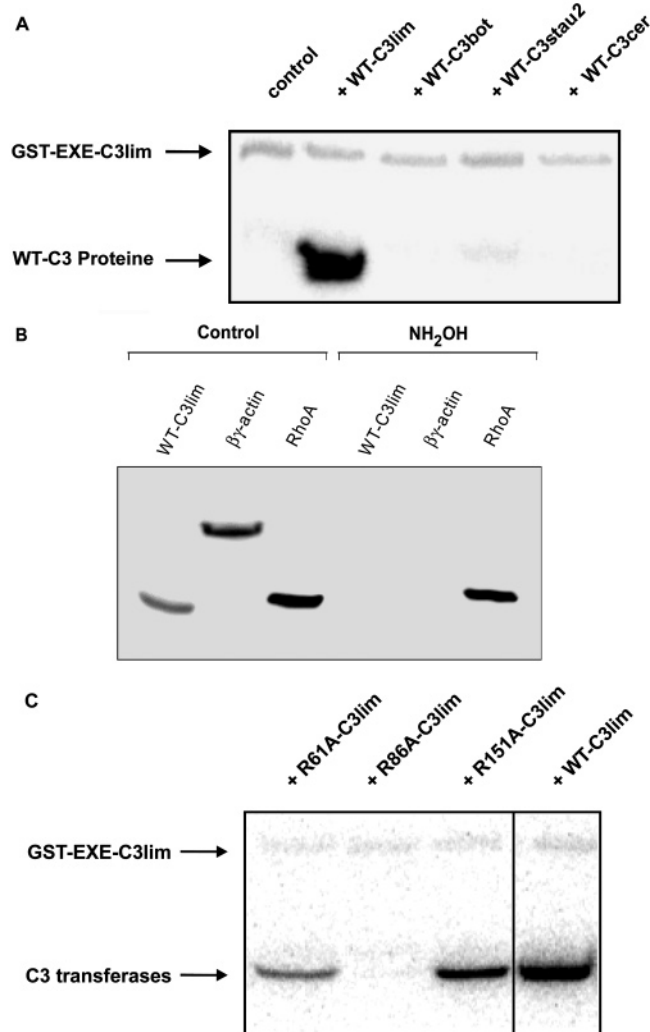 A
control
+ WT-C3lim
+ WT-C3bot
+ WT-C3stau2
+ WT-C3cer
GST-EXE-C3lim
WT-C3 Proteine
B
Control
NH₂OH
WT-C3lim
βγ-actin
RhoA
WT-C3lim
βγ-actin
RhoA
C
+ R61A-C3lim
+ R86A-C3lim
+ R151A-C3lim
+ WT-C3lim
GST-EXE-C3lim
C3 transferases